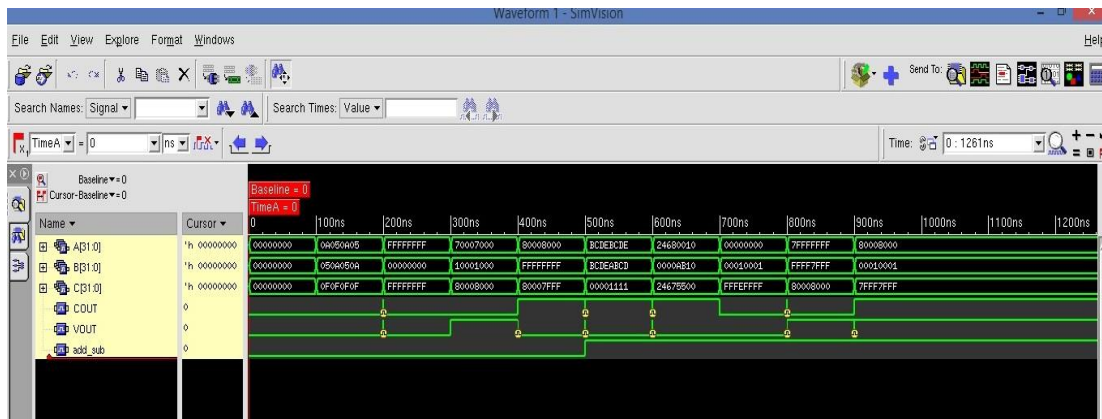 Waveform 1 - SimVision
File Edit View Explore Format Windows
Help
Send To:
Search Names: Signal
Search Times: Value
TimeA = 0 ns
Time: 0 : 1261ns
Baseline = 0
Cursor-Baseline = 0
Baseline = 0
TimeA = 0
Name Cursor 0 100ns 200ns 300ns 400ns 500ns 600ns 700ns 800ns 900ns 1000ns 1100ns 1200ns
A[31:0] 'h 00000000 00000000 0A050A05 FFFFFFFF 70007000 80008000 BCDEBCDE 24680010 00000000 7FFFFFFF 80008000
B[31:0] 'h 00000000 00000000 050A050A 00000000 10001000 FFFFFFFF BCDEABCD 0000AB10 00010001 FFFF7FFF 00010001
C[31:0] 'h 00000000 00000000 0F0F0F0F FFFFFFFF 80008000 80007FFF 00001111 24675500 FFFEFFFF 80008000 7FFF7FFF
COUT 0
VOUT 0
add_sub 0